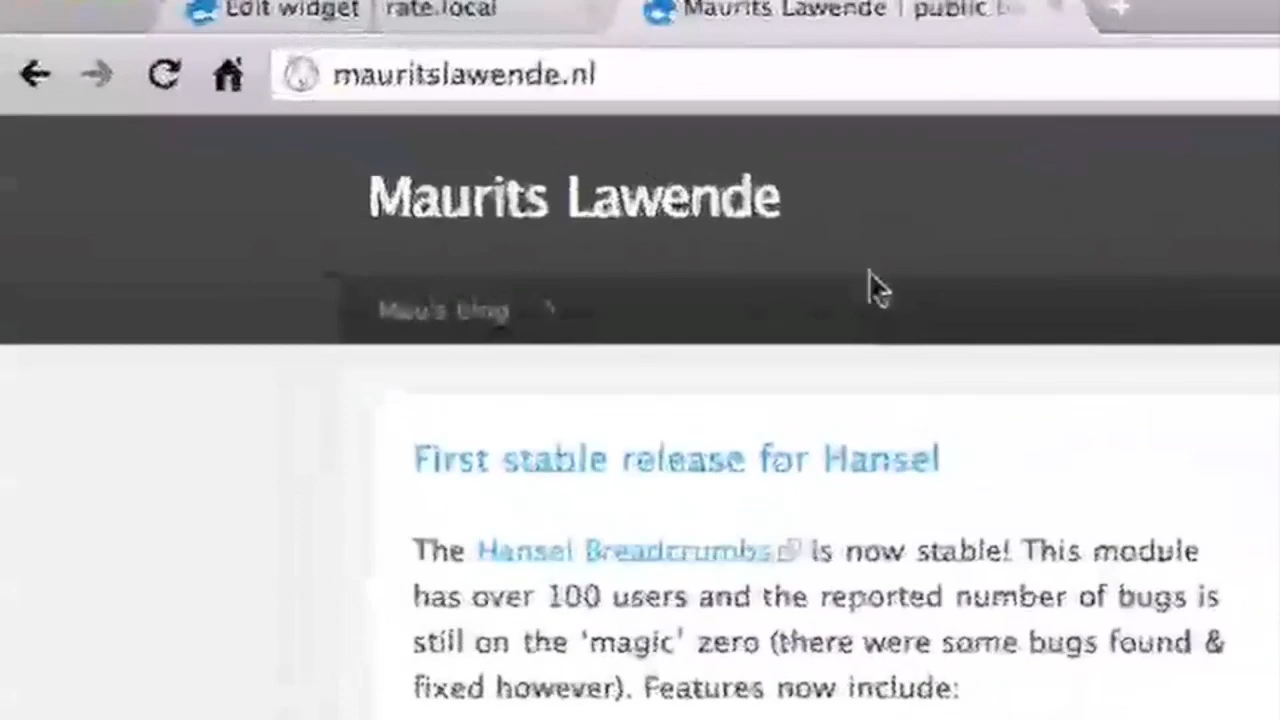 Edit widget | rate.local
Maurits Lawende | public
mauritslawende.nl
Maurits Lawende
Mau's blog
First stable release for Hansel
The Hansel Breadcrumbs is now stable! This module
has over 100 users and the reported number of bugs is
still on the 'magic' zero (there were some bugs found &
fixed however). Features now include: